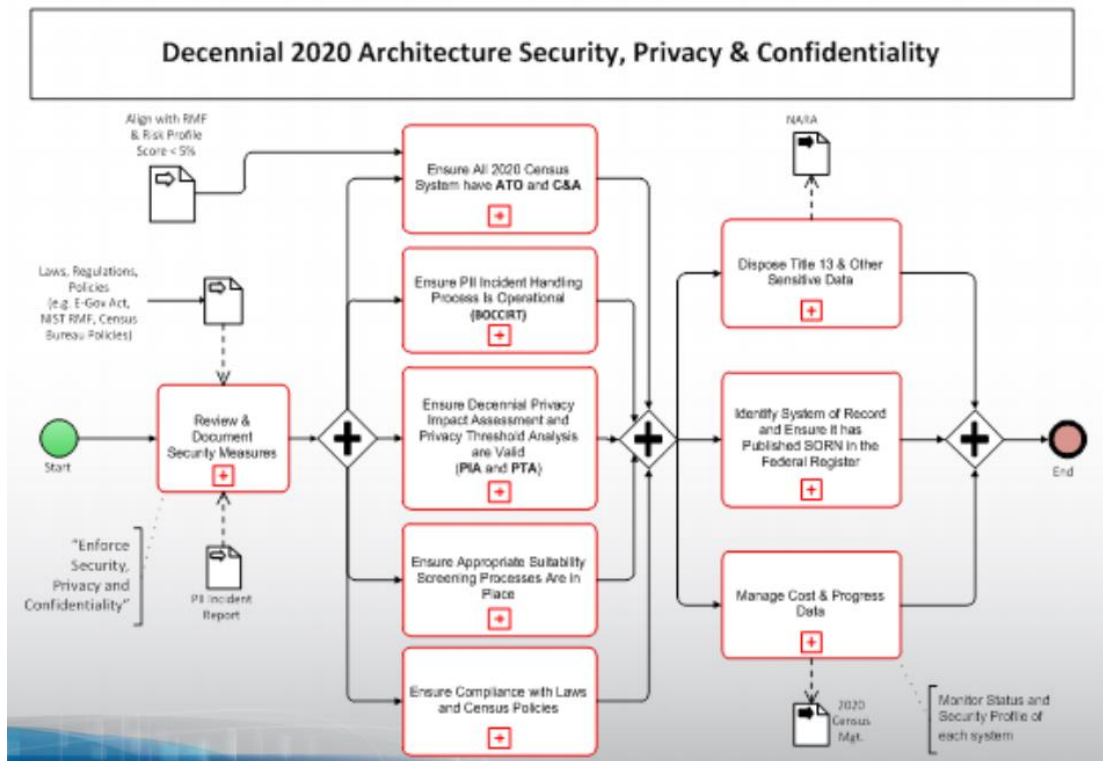 Decennial 2020 Architecture Security, Privacy & Confidentiality
Align with RMF
& Risk Profile
Score < 5%
Laws, Regulations,
Policies
(e.g. E-Gov Act,
NIST RMF, Census
Bureau Policies)
Start
Review &
Document
Security Measures
"Enforce
Security,
Privacy and
Confidentiality"
PII Incident
Report
Ensure All 2020 Census
System have ATO and C&A
Ensure PII Incident Handling
Process Is Operational
(BOCCIRT)
Ensure Decennial Privacy
Impact Assessment and
Privacy Threshold Analysis
are Valid
(PIA and PTA)
Ensure Appropriate Suitability
Screening Processes Are in
Place
Ensure Compliance with Laws
and Census Policies
NARA
Dispose Title 13 & Other
Sensitive Data
Identify System of Record
and Ensure it has
Published SORN in the
Federal Register
Manage Cost & Progress
Data
2020
Census
Mgt.
Monitor Status and
Security Profile of
each system
End